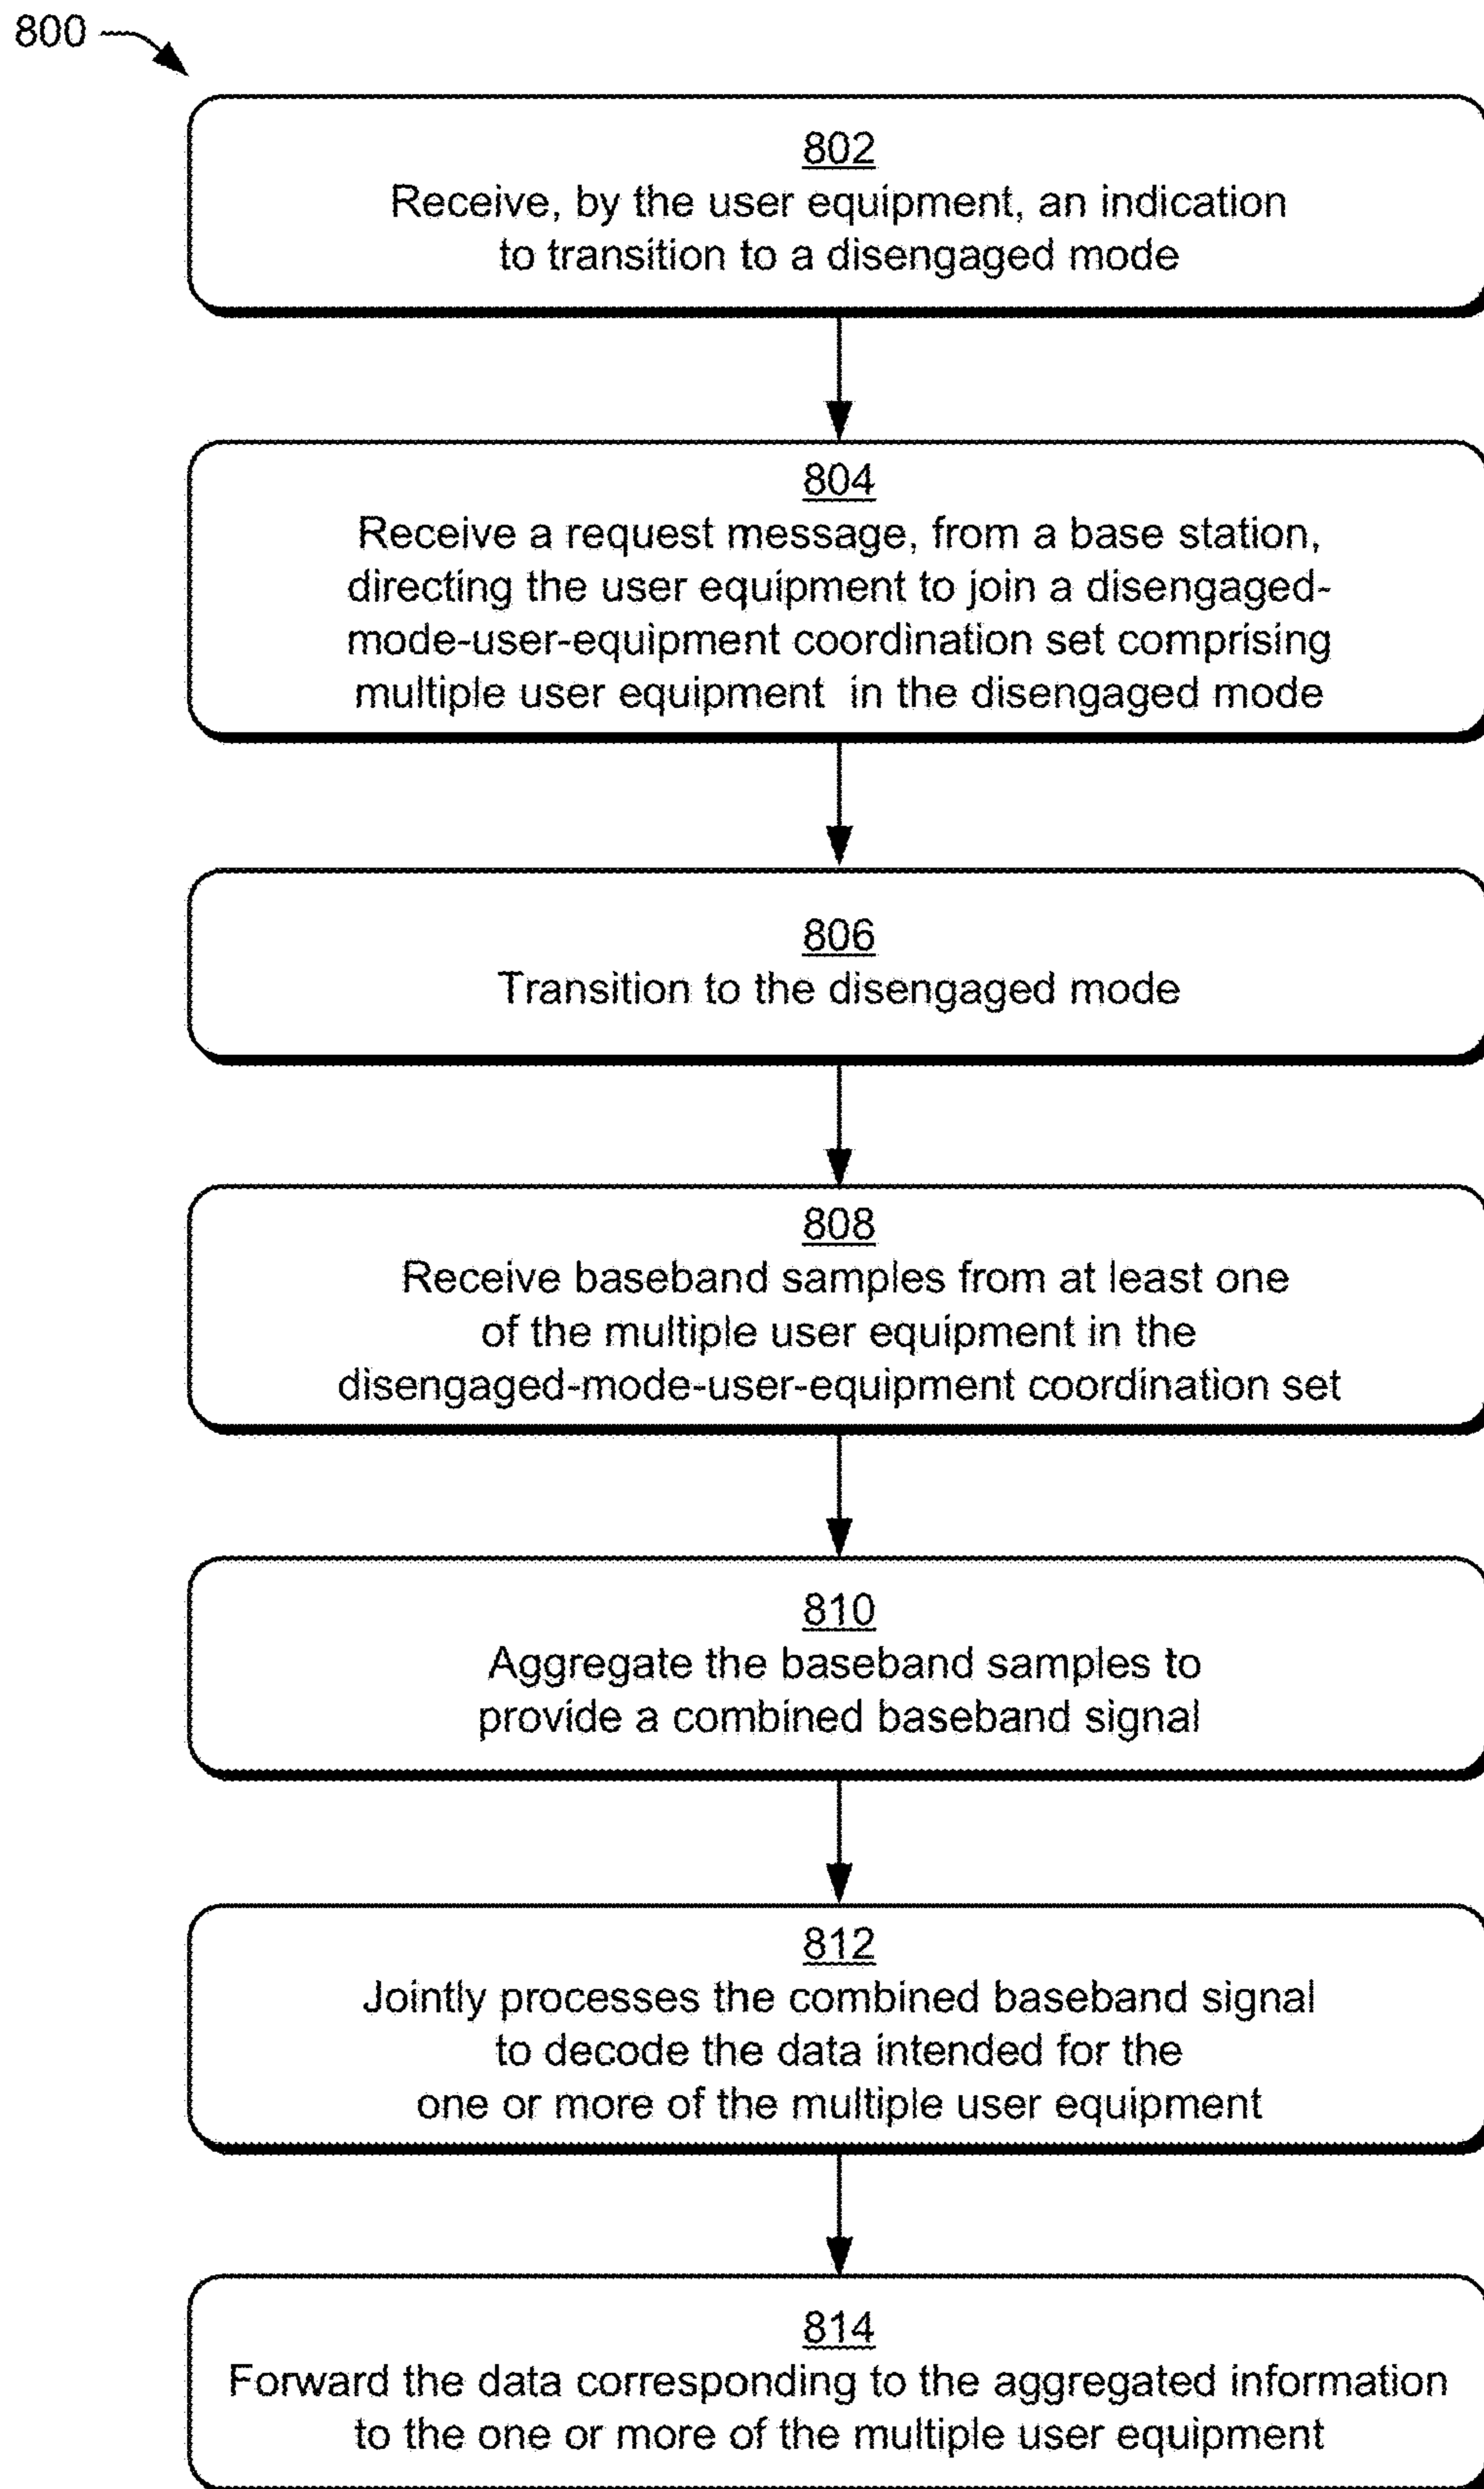 800
802
Receive, by the user equipment, an indication
to transition to a disengaged mode
804
Receive a request message, from a base station,
directing the user equipment to join a disengaged-
mode-user-equipment coordination set comprising
multiple user equipment in the disengaged mode
806
Transition to the disengaged mode
808
Receive baseband samples from at least one
of the multiple user equipment in the
disengaged-mode-user-equipment coordination set
810
Aggregate the baseband samples to
provide a combined baseband signal
812
Jointly processes the combined baseband signal
to decode the data intended for the
one or more of the multiple user equipment
814
Forward the data corresponding to the aggregated information
to the one or more of the multiple user equipment